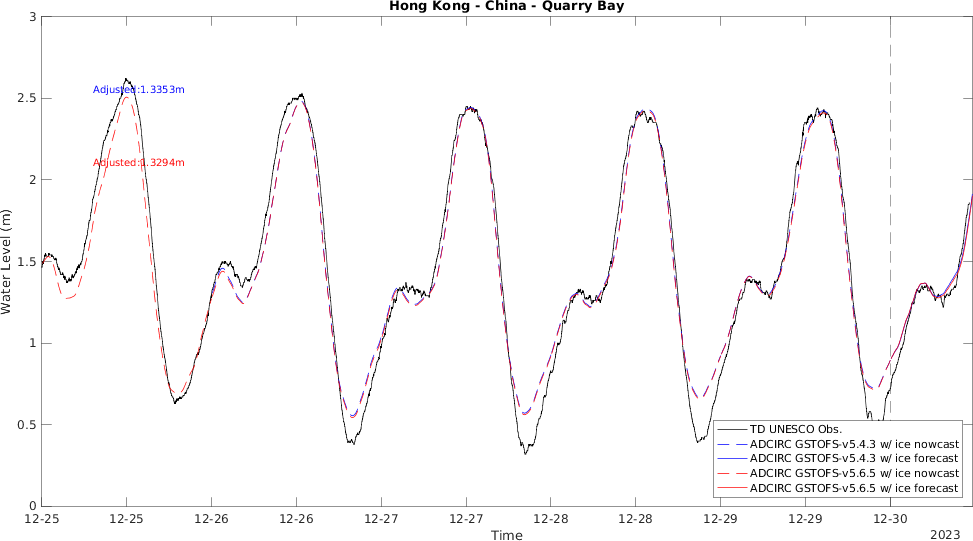 Hong Kong - China - Quarry Bay
3
2.5
2
1.5
1
0.5
0
Water Level (m)
Adjusted:1.3353m
Adjusted:1.3294m
TD UNESCO Obs.
ADCIRC GSTOFS-v5.4.3 w/ ice nowcast
ADCIRC GSTOFS-v5.4.3 w/ ice forecast
ADCIRC GSTOFS-v5.6.5 w/ ice nowcast
ADCIRC GSTOFS-v5.6.5 w/ ice forecast
12-25 12-25 12-26 12-26 12-27 12-27 12-28 12-28 12-29 12-29 12-30
Time
2023